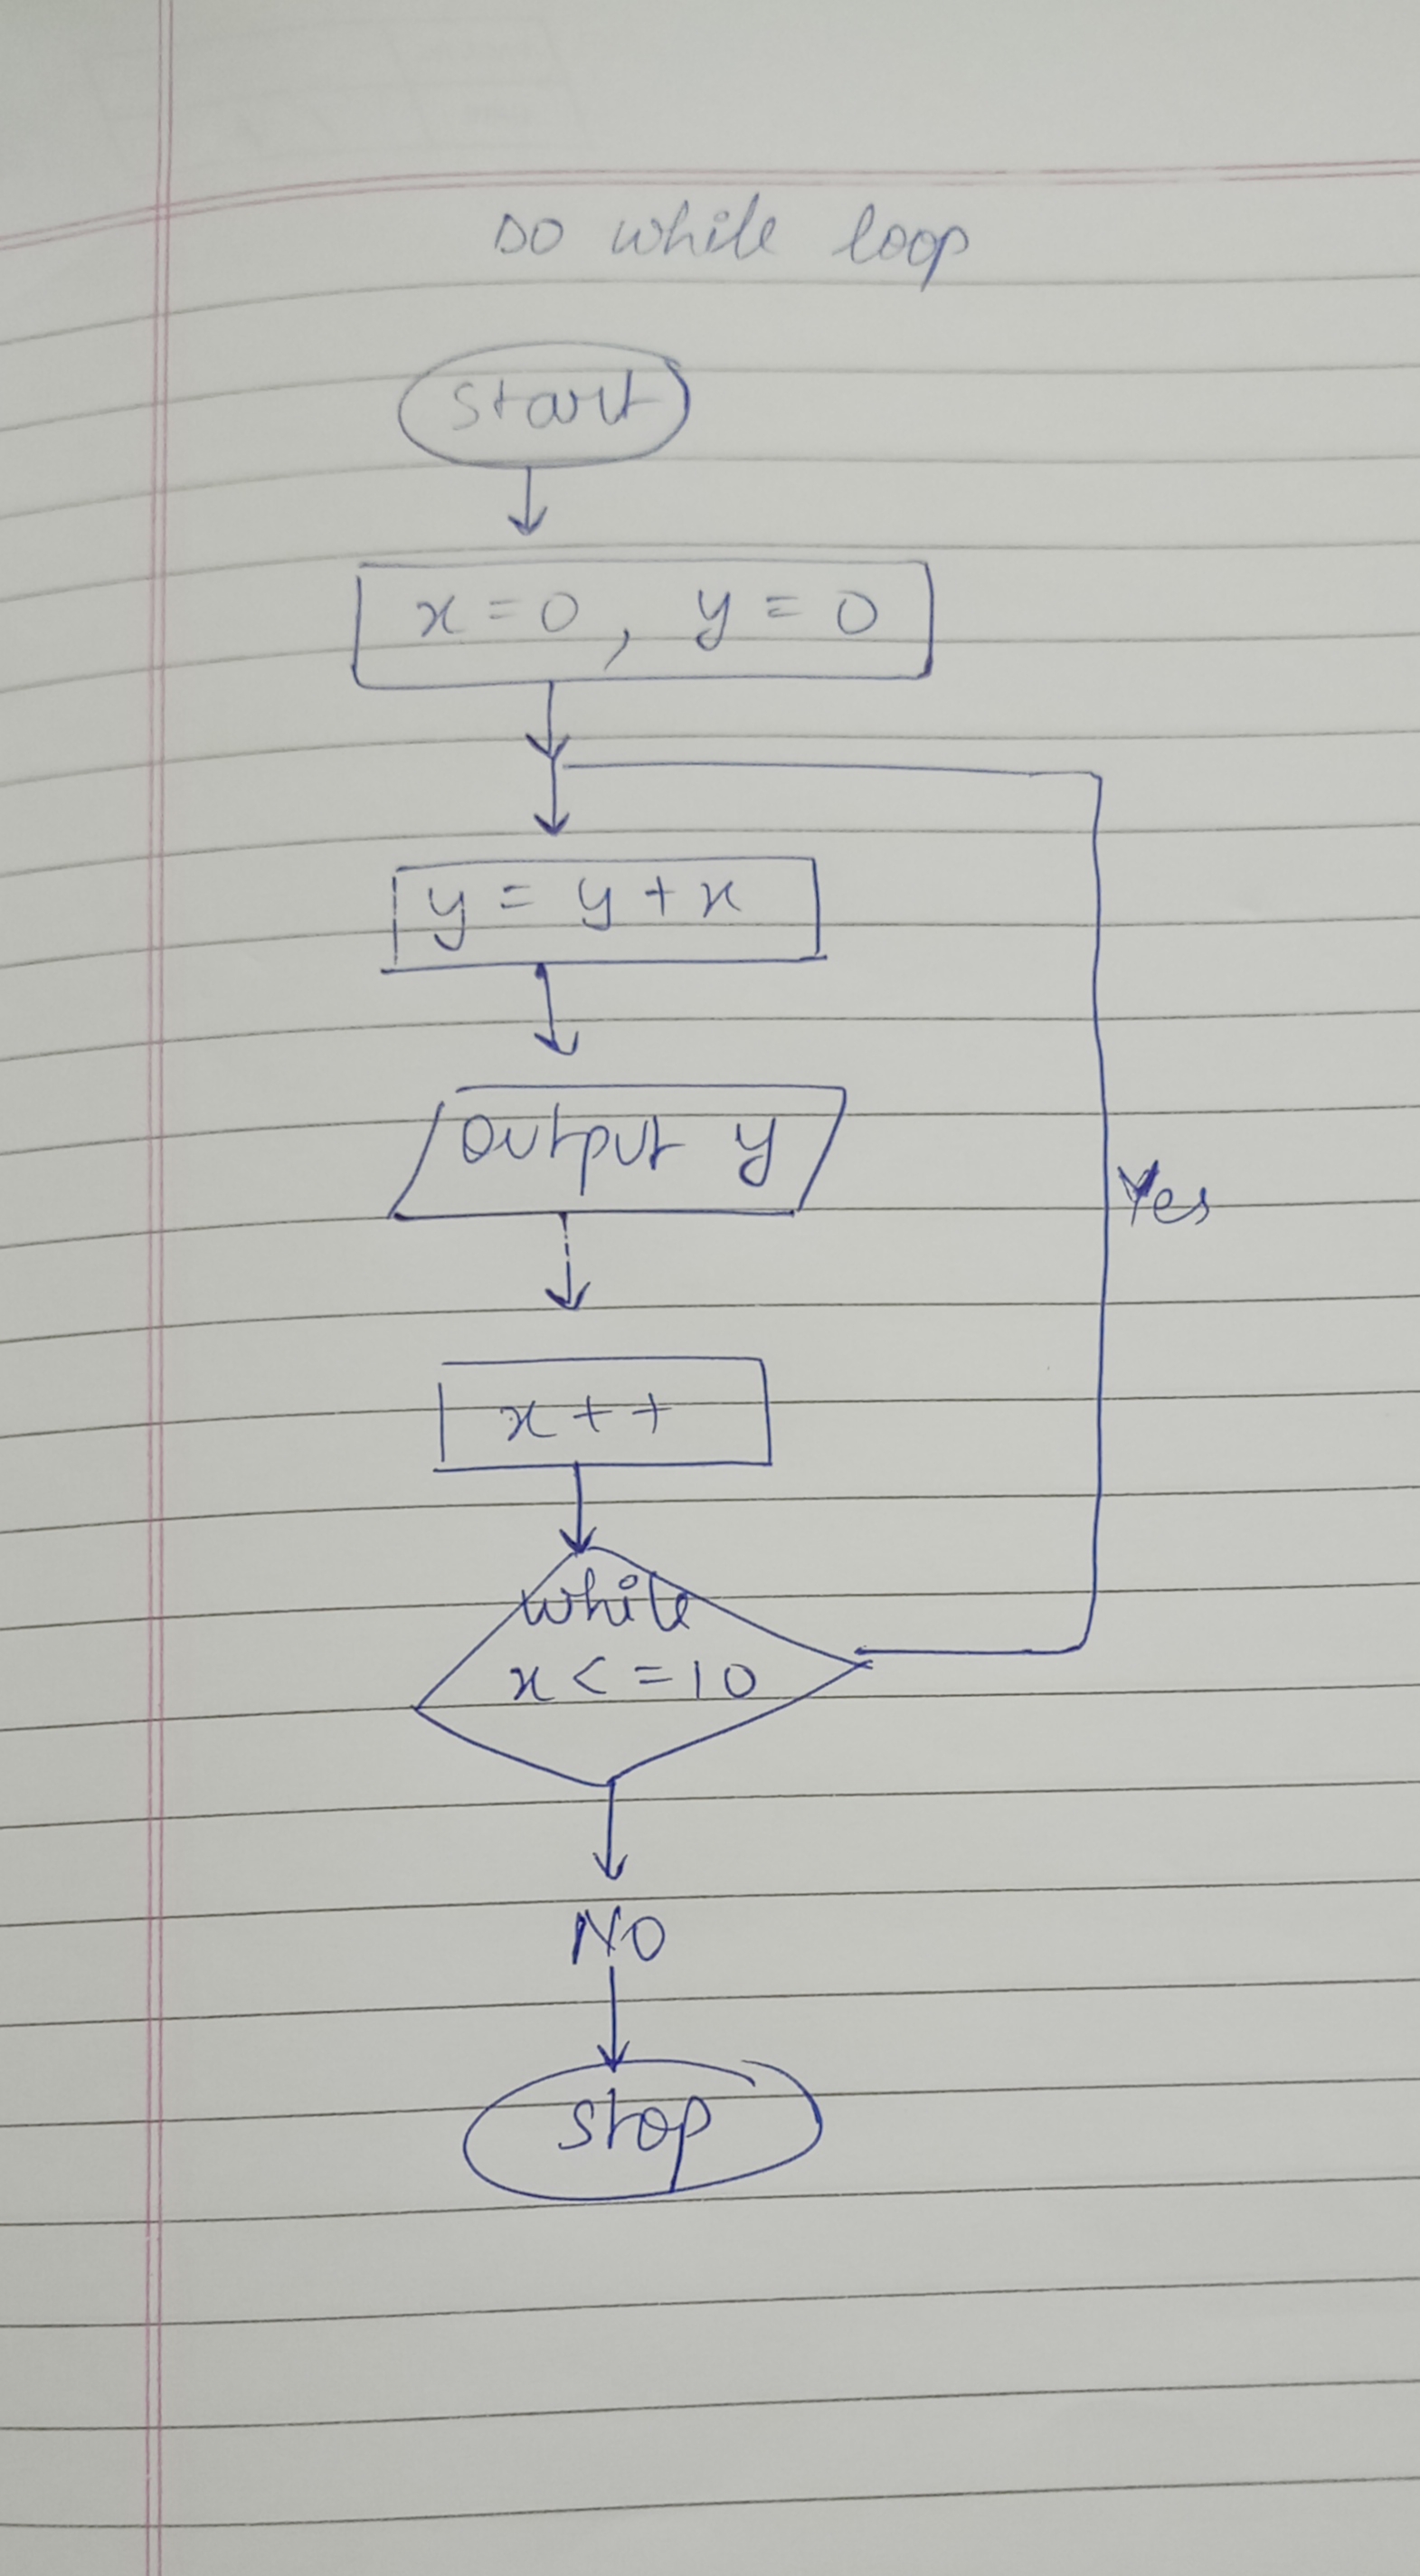 DO while loop
Start
x = 0, y = 0
y = y + x
Output y
Yes
x + +
while
x < = 10
NO
Stop